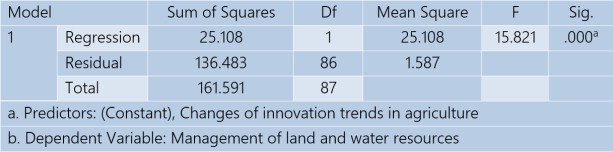 Model Sum of Squares Df Mean Square F Sig.
1 Regression 25.108 1 25.108 15.821 .000ᵃ
Residual 136.483 86 1.587
Total 161.591 87
a. Predictors: (Constant), Changes of innovation trends in agriculture
b. Dependent Variable: Management of land and water resources